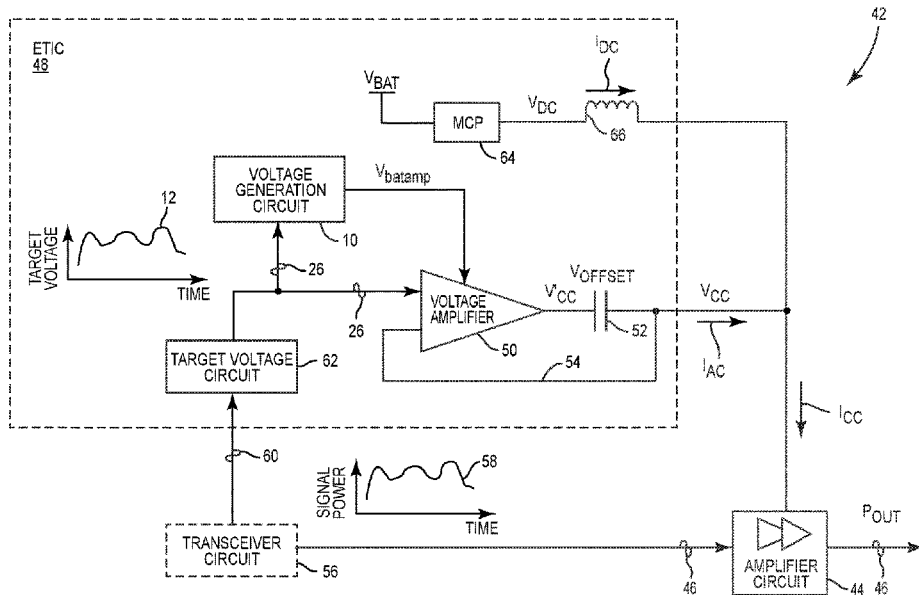 42
ETIC
48
IDC
VBAT
MCP
64
VDC
66
VOLTAGE
GENERATION
CIRCUIT
10
Vbatamp
12
TARGET
VOLTAGE
TIME
26
26
VOLTAGE
AMPLIFIER
50
V'CC
VOFFSET
52
VCC
IAC
54
TARGET VOLTAGE
CIRCUIT
62
ICC
60
SIGNAL
POWER
58
TIME
TRANSCEIVER
CIRCUIT
56
46
AMPLIFIER
CIRCUIT
44
POUT
46